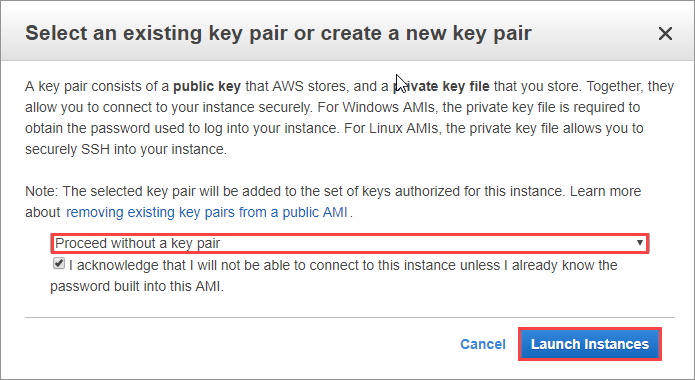 Select an existing key pair or create a new key pair
A key pair consists of a public key that AWS stores, and a private key file that you store. Together, they
allow you to connect to your instance securely. For Windows AMIs, the private key file is required to
obtain the password used to log into your instance. For Linux AMIs, the private key file allows you to
securely SSH into your instance.
Note: The selected key pair will be added to the set of keys authorized for this instance. Learn more
about removing existing key pairs from a public AMI .
Proceed without a key pair
I acknowledge that I will not be able to connect to this instance unless I already know the
password built into this AMI.
Cancel Launch Instances